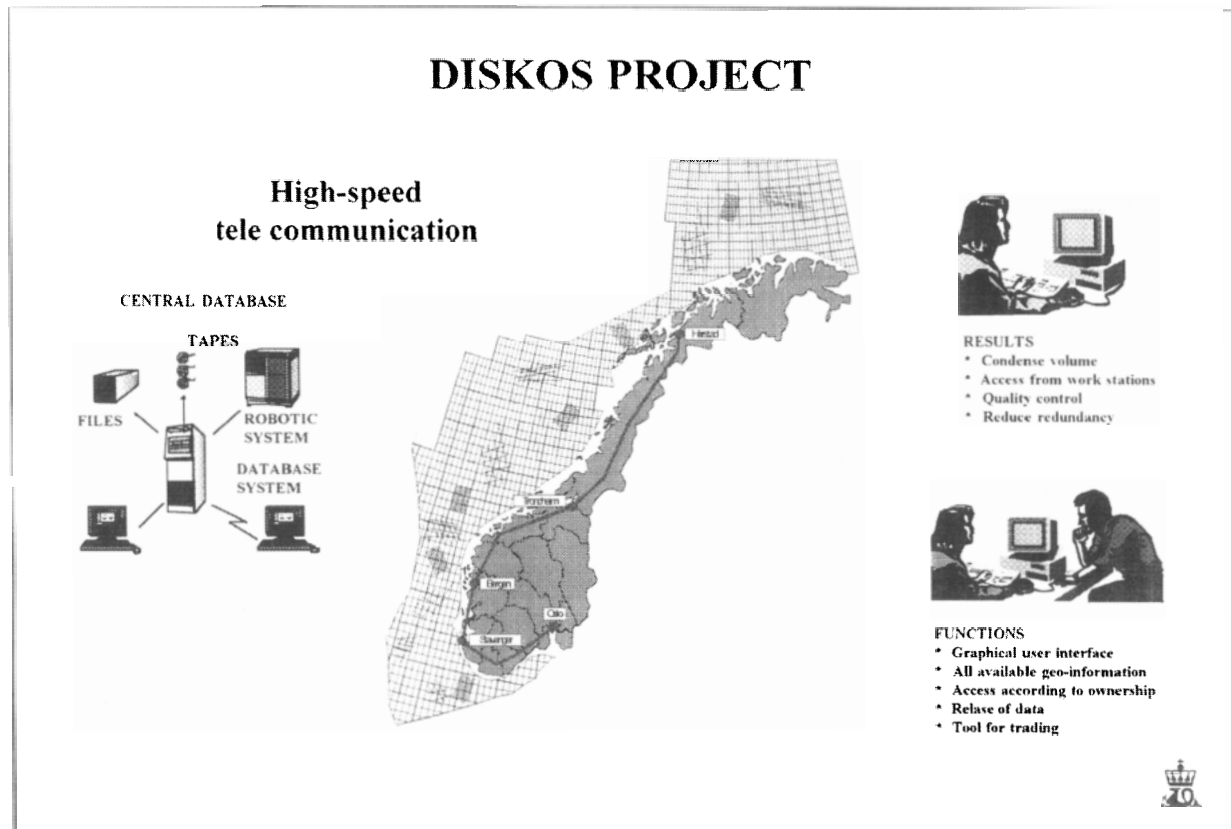 DISKOS PROJECT
High-speed
tele communication
CENTRAL DATABASE
TAPES
FILES
ROBOTIC
SYSTEM
DATABASE
SYSTEM
Harstad
Trondheim
Bergen
Oslo
Stavanger
RESULTS
* Condense volume
* Access from work stations
* Quality control
* Reduce redundancy
FUNCTIONS
* Graphical user interface
* All available geo-information
* Access according to ownership
* Relase of data
* Tool for trading